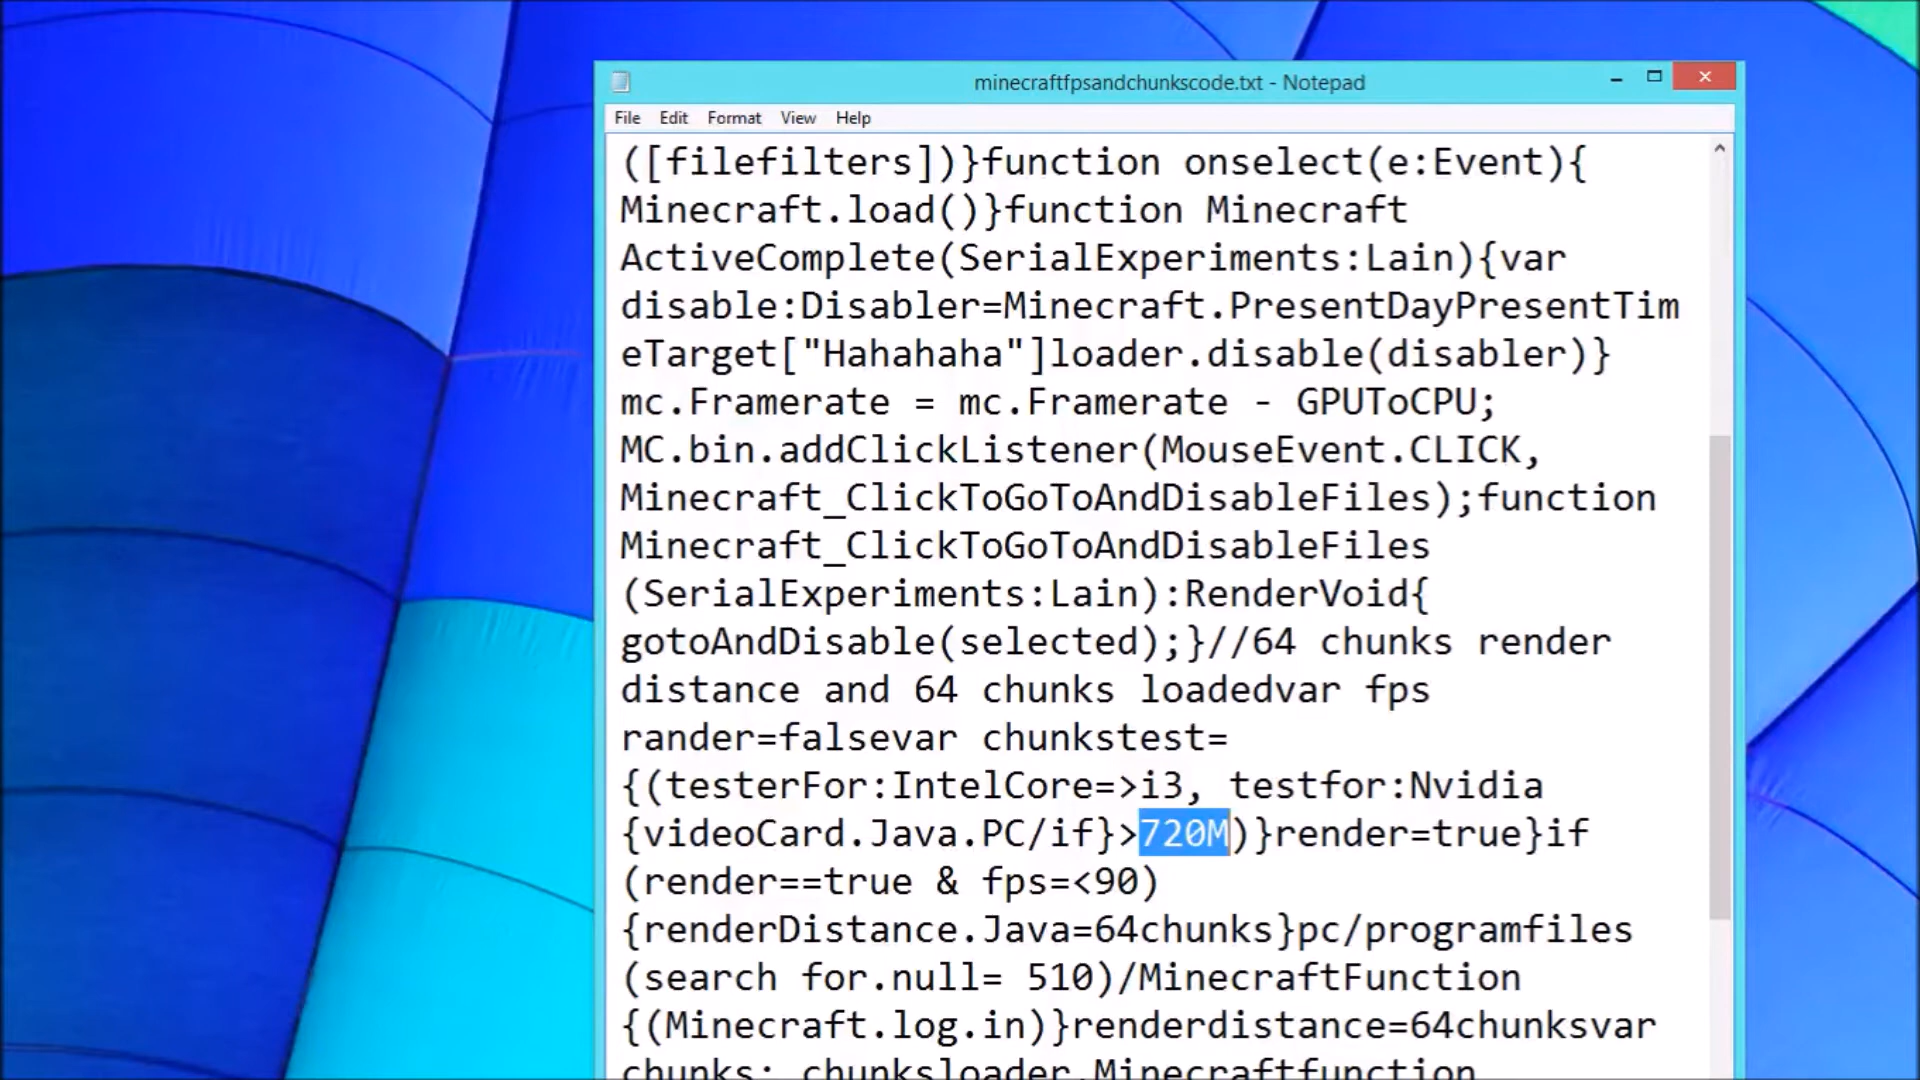 minecraftfpsandchunkscode.txt - Notepad
File Edit Format View Help
([filefilters])}function onselect(e:Event){
Minecraft.load()}function Minecraft
ActiveComplete(SerialExperiments:Lain){var
disable:Disabler=Minecraft.PresentDayPresentTim
eTarget["Hahahaha"]loader.disable(disabler)}
mc.Framerate = mc.Framerate - GPUToCPU;
MC.bin.addClickListener(MouseEvent.CLICK,
Minecraft_ClickToGoToAndDisableFiles);function
Minecraft_ClickToGoToAndDisableFiles
(SerialExperiments:Lain):RenderVoid{
gotoAndDisable(selected);}//64 chunks render
distance and 64 chunks loadedvar fps
rander=falsevar chunkstest=
{(testerFor:IntelCore=>i3, testfor:Nvidia
{videoCard.Java.PC/if}>720M)}render=true}if
(render==true & fps=<90)
{renderDistance.Java=64chunks}pc/programfiles
(search for.null= 510)/MinecraftFunction
{(Minecraft.log.in)}renderdistance=64chunksvar
chunks: chunksloader.Minecraftfunction